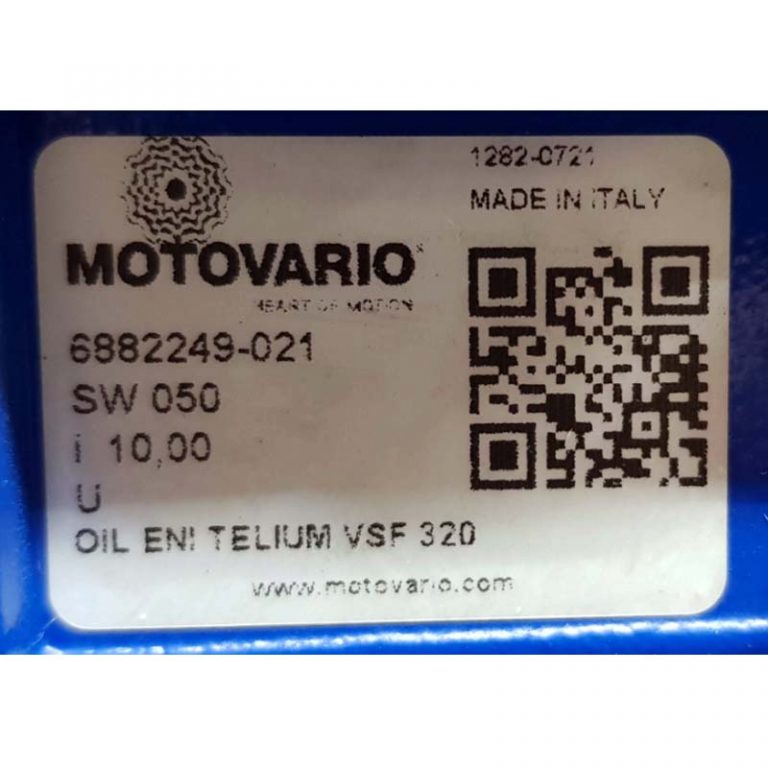 1282-0721
MADE IN ITALY
MOTOVARIO
HEART OF MOTION
6882249-021
SW 050
i 10,00
U
OIL ENI TELIUM VSF 320
www.motovario.com